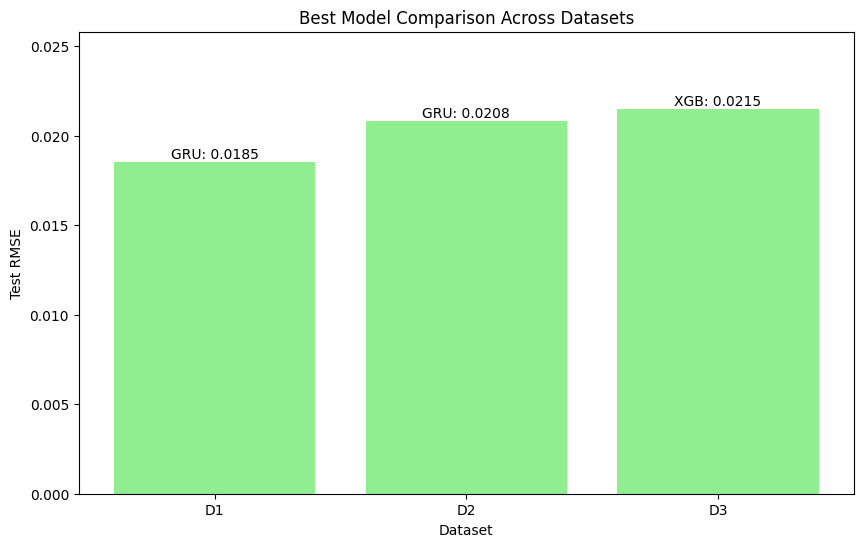 Best Model Comparison Across Datasets
0.025
0.020
0.015
0.010
0.005
0.000
Test RMSE
GRU: 0.0185
GRU: 0.0208
XGB: 0.0215
D1
D2
D3
Dataset